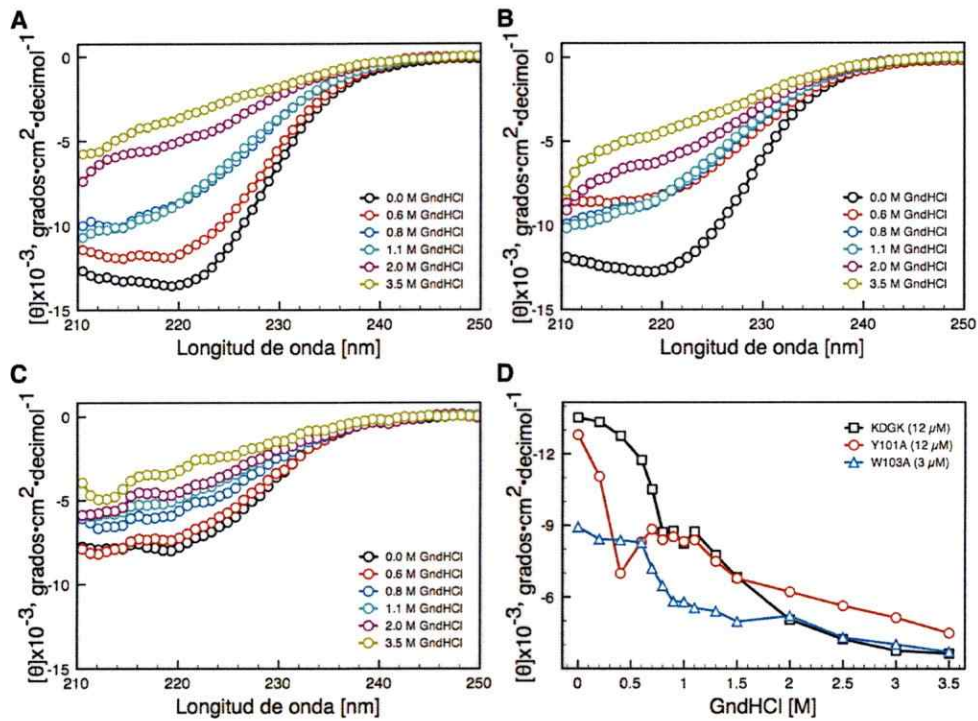 A
[θ]x10⁻³, grados•cm²•decimol⁻¹
0
-5
-10
-15
0.0 M GndHCl
0.6 M GndHCl
0.8 M GndHCl
1.1 M GndHCl
2.0 M GndHCl
3.5 M GndHCl
210 220 230 240 250
Longitud de onda [nm]
B
[θ]x10⁻³, grados•cm²•decimol⁻¹
0
-5
-10
-15
0.0 M GndHCl
0.6 M GndHCl
0.8 M GndHCl
1.1 M GndHCl
2.0 M GndHCl
3.5 M GndHCl
210 220 230 240 250
Longitud de onda [nm]
C
[θ]x10⁻³, grados•cm²•decimol⁻¹
0
-5
-10
-15
0.0 M GndHCl
0.6 M GndHCl
0.8 M GndHCl
1.1 M GndHCl
2.0 M GndHCl
3.5 M GndHCl
210 220 230 240 250
Longitud de onda [nm]
D
[θ]x10⁻³, grados•cm²•decimol⁻¹
-12
-9
-6
KDGK (12 µM)
Y101A (12 µM)
W103A (3 µM)
0 0.5 1 1.5 2 2.5 3 3.5
GndHCl [M]